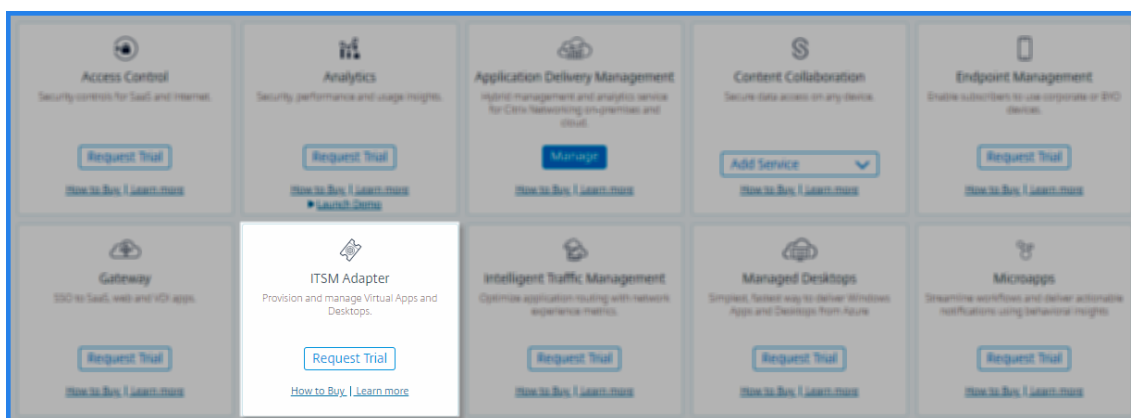 Access Control
Security controls for SaaS and Internet.
Request Trial
How to Buy | Learn more
Analytics
Security, performance and usage insights.
Request Trial
How to Buy | Learn more
Launch Demo
Application Delivery Management
Hybrid management and analytics service
for Citrix Networking on-premises and
cloud.
Manage
How to Buy | Learn more
Content Collaboration
Secure data access on any device.
Add Service
How to Buy | Learn more
Endpoint Management
Enable subscribers to use corporate or BYO
devices.
Request Trial
How to Buy | Learn more
Gateway
SSO to SaaS, web and VDI apps.
Request Trial
How to Buy | Learn more
ITSM Adapter
Provision and manage Virtual Apps and
Desktops.
Request Trial
How to Buy | Learn more
Intelligent Traffic Management
Optimize application routing with network
experience metrics.
Request Trial
How to Buy | Learn more
Managed Desktops
Simplest, fastest way to deliver Windows
Apps and Desktops from Azure
Request Trial
How to Buy | Learn more
Microapps
Streamline workflows and deliver actionable
notifications using behavioral insights
Request Trial
How to Buy | Learn more